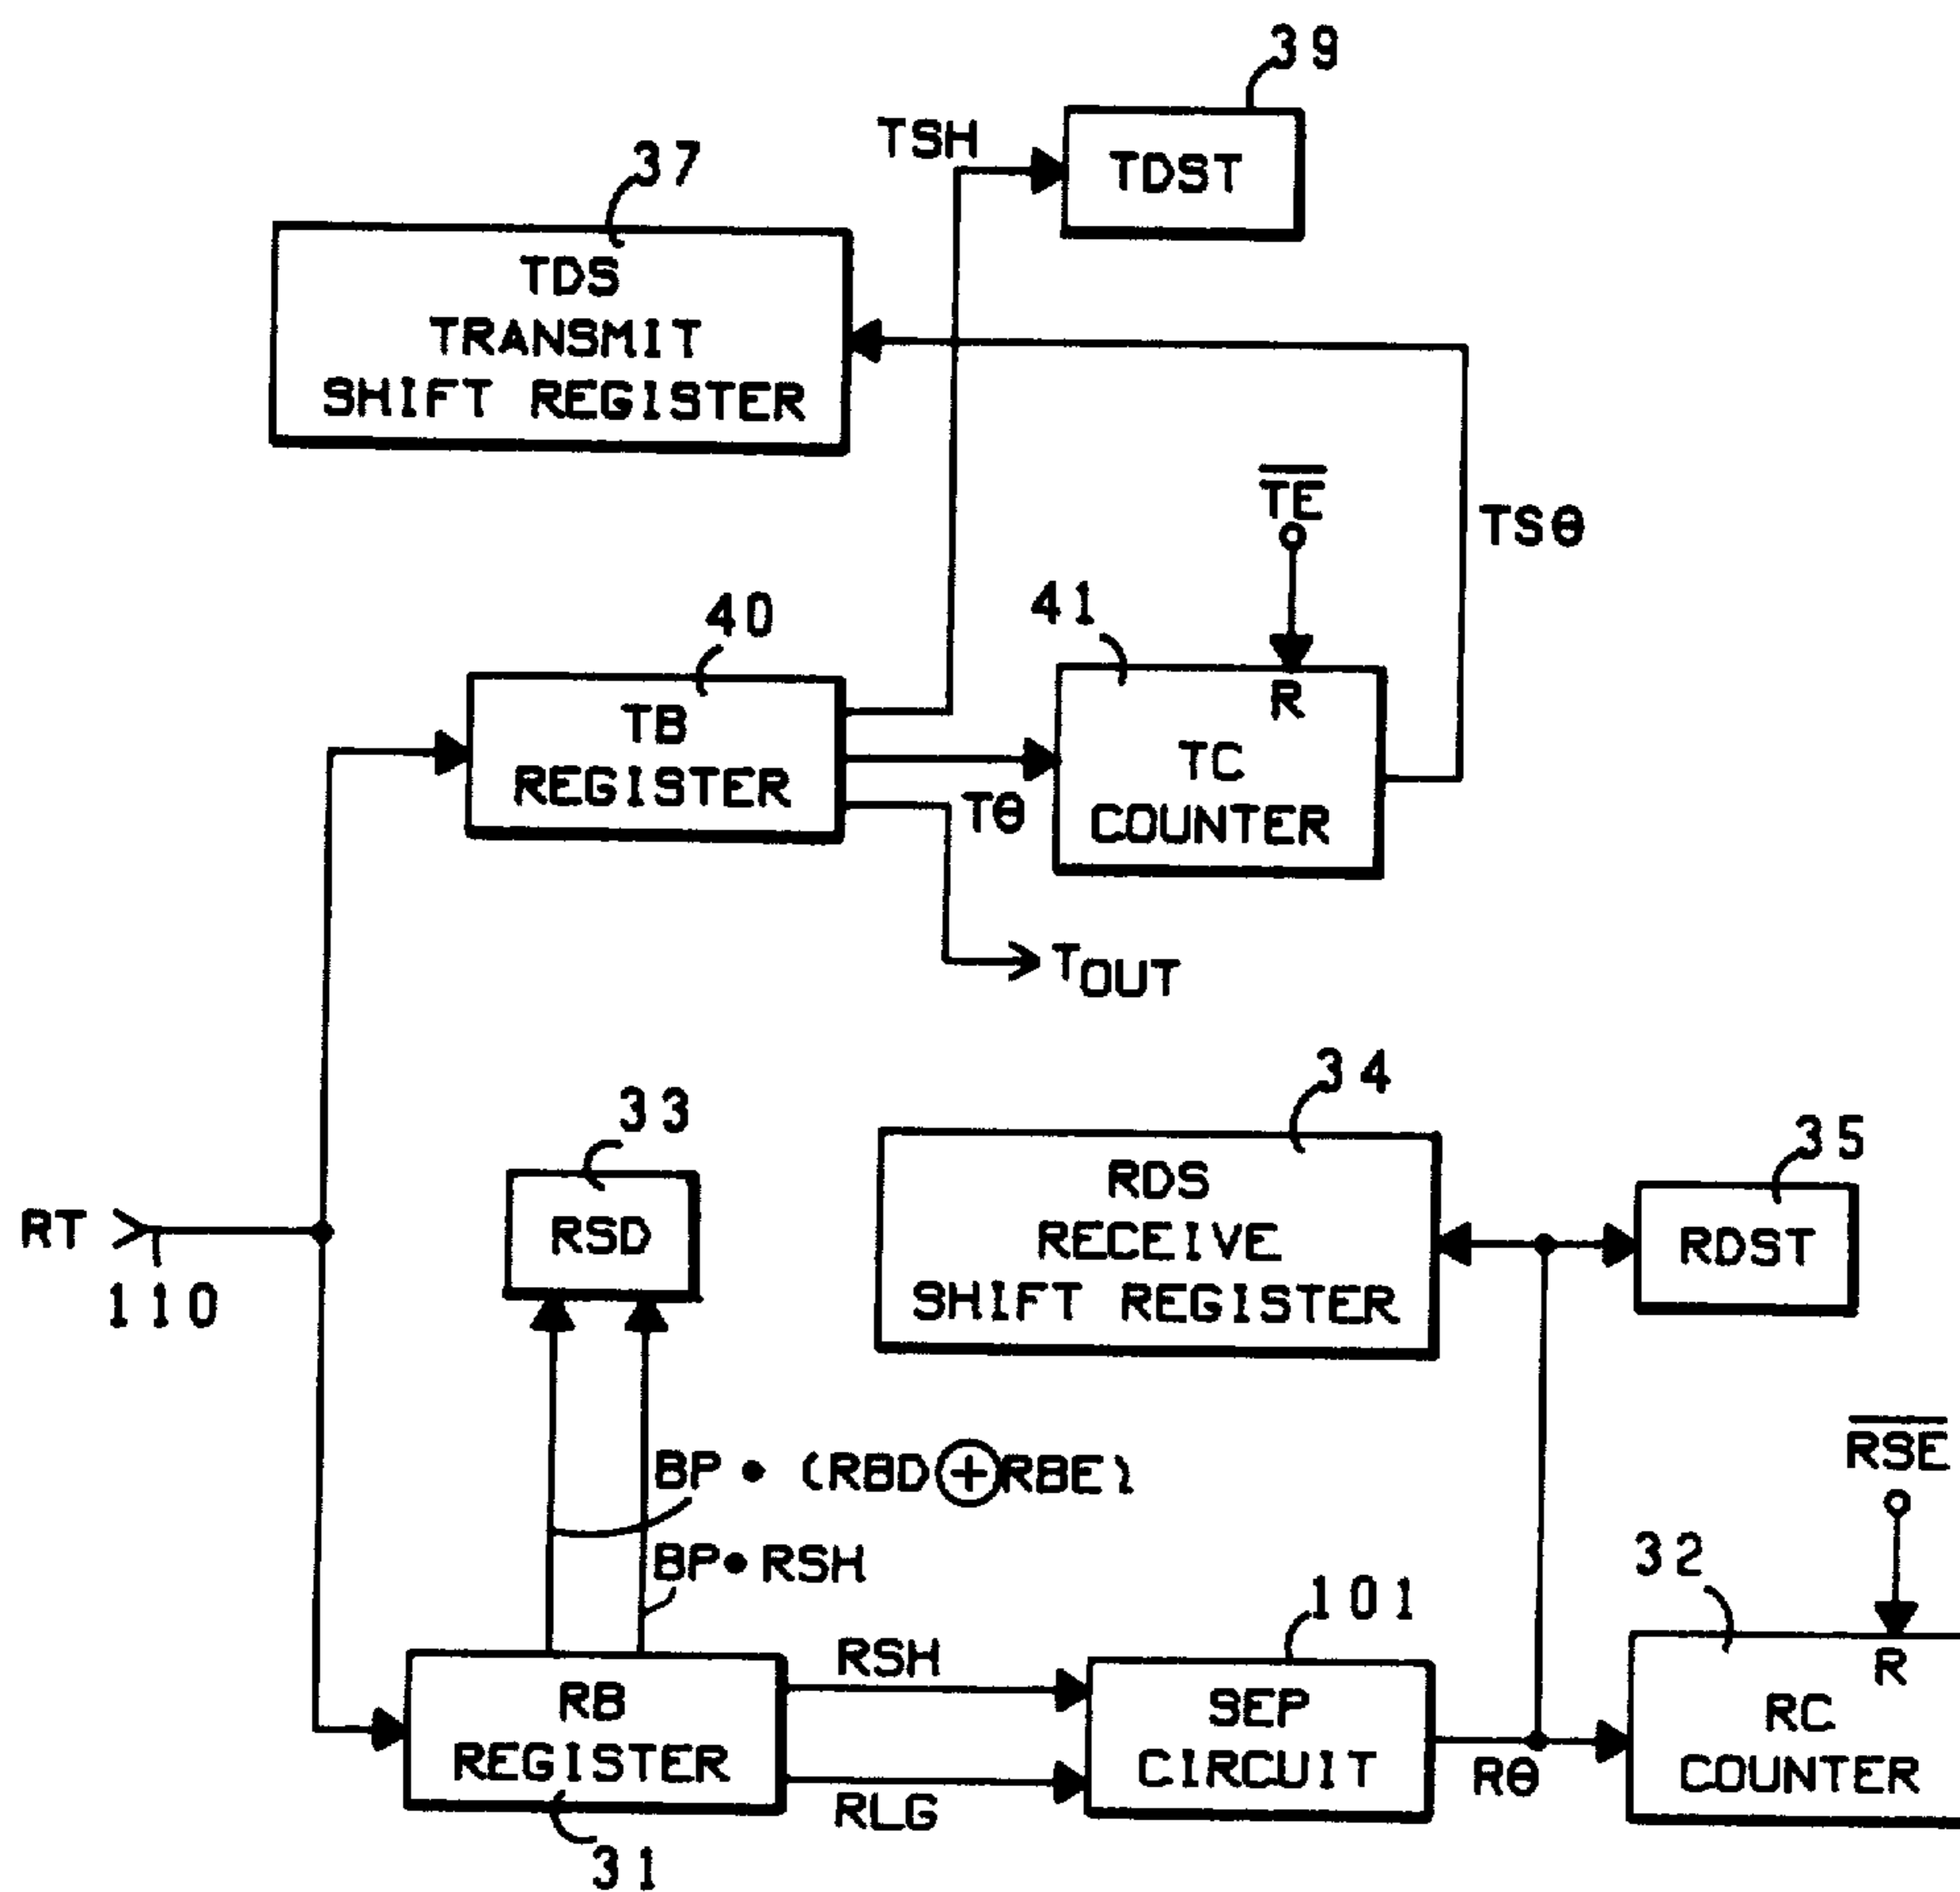 39
TSH
TDST
37
TDS
TRANSMIT
SHIFT REGISTER
TE
TSθ
40
41
R
TB
REGISTER
TC
COUNTER
Tθ
TOUT
34
33
35
RDS
RECEIVE
SHIFT REGISTER
RT
RSD
RDST
110
RSE
BP • (RBD⊕RBE)
32
BP•RSH
101
RSH
R
RB
REGISTER
SEP
CIRCUIT
RC
COUNTER
Rθ
RLG
31